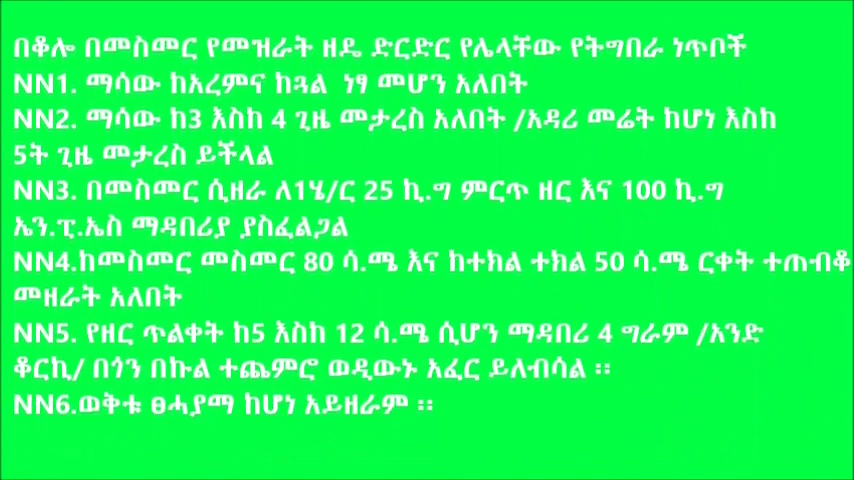 በቆሎ በመስመር የመዝራት ዘዴ ድርድር የሌላቸው የትግበራ ነጥቦች
NN1. ማሳው ከአረምና ከጓል ነፃ መሆን አለበት
NN2. ማሳው ከ3 እስከ 4 ጊዜ መታረስ አለበት /አዳሪ መሬት ከሆነ እስከ
5ት ጊዜ መታረስ ይችላል
NN3. በመስመር ሲዘራ ለ1ሄ/ር 25 ኪ.ግ ምርጥ ዘር እና 100 ኪ.ግ
ኤን.ፒ.ኤስ ማዳበሪያ ያስፈልጋል
NN4.ከመስመር መስመር 80 ሳ.ሜ እና ከተክል ተክል 50 ሳ.ሜ ርቀት ተጠብቆ
መዘራት አለበት
NN5. የዘር ጥልቀት ከ5 እስከ 12 ሳ.ሜ ሲሆን ማዳበሪ 4 ግራም /አንድ
ቆርኪ/ በጎን በኩል ተጨምሮ ወዲውኑ አፈር ይለብሳል ፡፡
NN6.ወቅቱ ፀሓያማ ከሆነ አይዘራም ፡፡